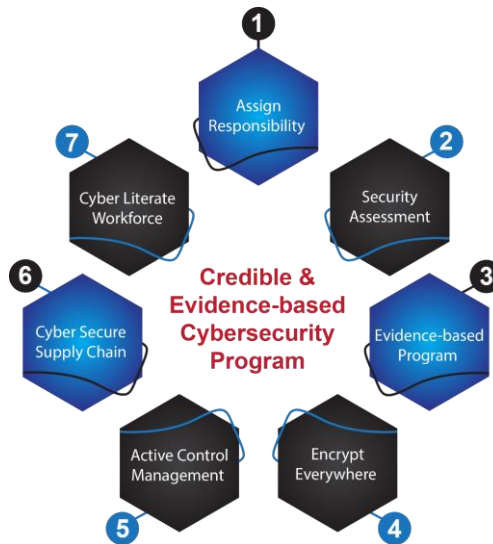 1
Assign
Responsibility
2
Security
Assessment
3
Evidence-based
Program
4
Encrypt
Everywhere
5
Active Control
Management
6
Cyber Secure
Supply Chain
7
Cyber Literate
Workforce
Credible &
Evidence-based
Cybersecurity
Program